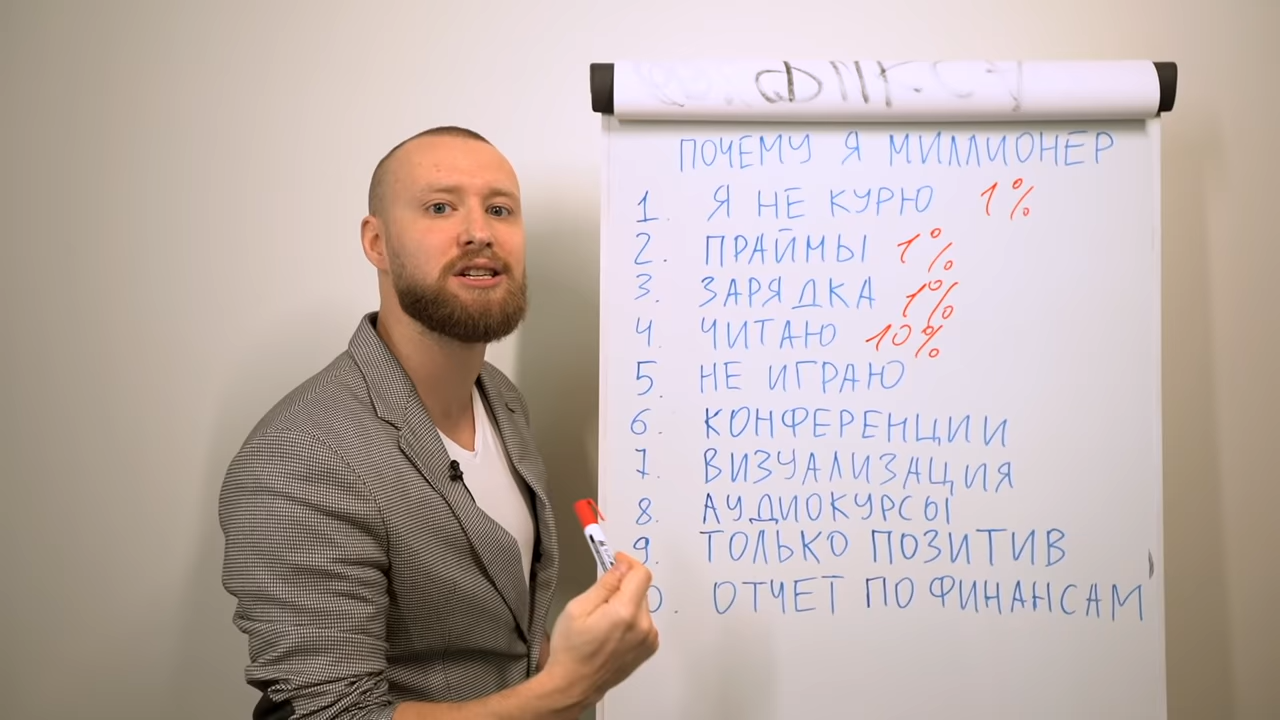 ПОЧЕМУ Я МИЛЛИОНЕР
1. Я НЕ КУРЮ 1%
2. ПРАЙМЫ 1%
3. ЗАРЯДКА 1%
4. ЧИТАЮ 10%
5. НЕ ИГРАЮ
6. КОНФЕРЕНЦИИ
7. ВИЗУАЛИЗАЦИЯ
8. АУДИОКУРСЫ
9. ТОЛЬКО ПОЗИТИВ
0. ОТЧЕТ ПО ФИНАНСАМ